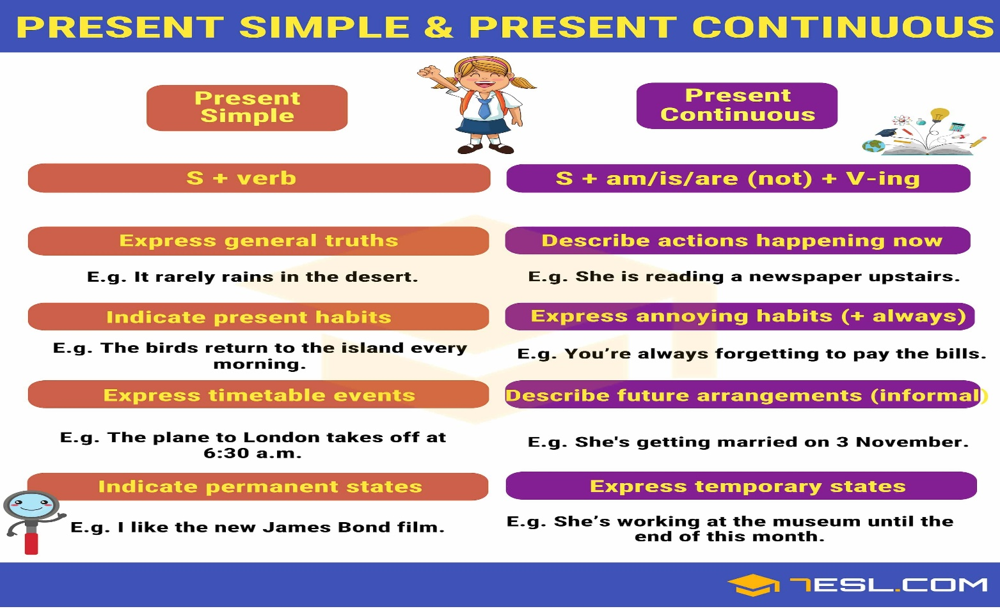 PRESENT SIMPLE & PRESENT CONTINUOUS
Present
Simple
S + verb
Express general truths
E.g. It rarely rains in the desert.
Indicate present habits
E.g. The birds return to the island every
morning.
Express timetable events
E.g. The plane to London takes off at
6:30 a.m.
Indicate permanent states
E.g. I like the new James Bond film.
Present
Continuous
S + am/is/are (not) + V-ing
Describe actions happening now
E.g. She is reading a newspaper upstairs.
Express annoying habits (+ always)
E.g. You’re always forgetting to pay the bills.
Describe future arrangements (informal)
E.g. She's getting married on 3 November.
Express temporary states
E.g. She’s working at the museum until the
end of this month.
7ESL.COM